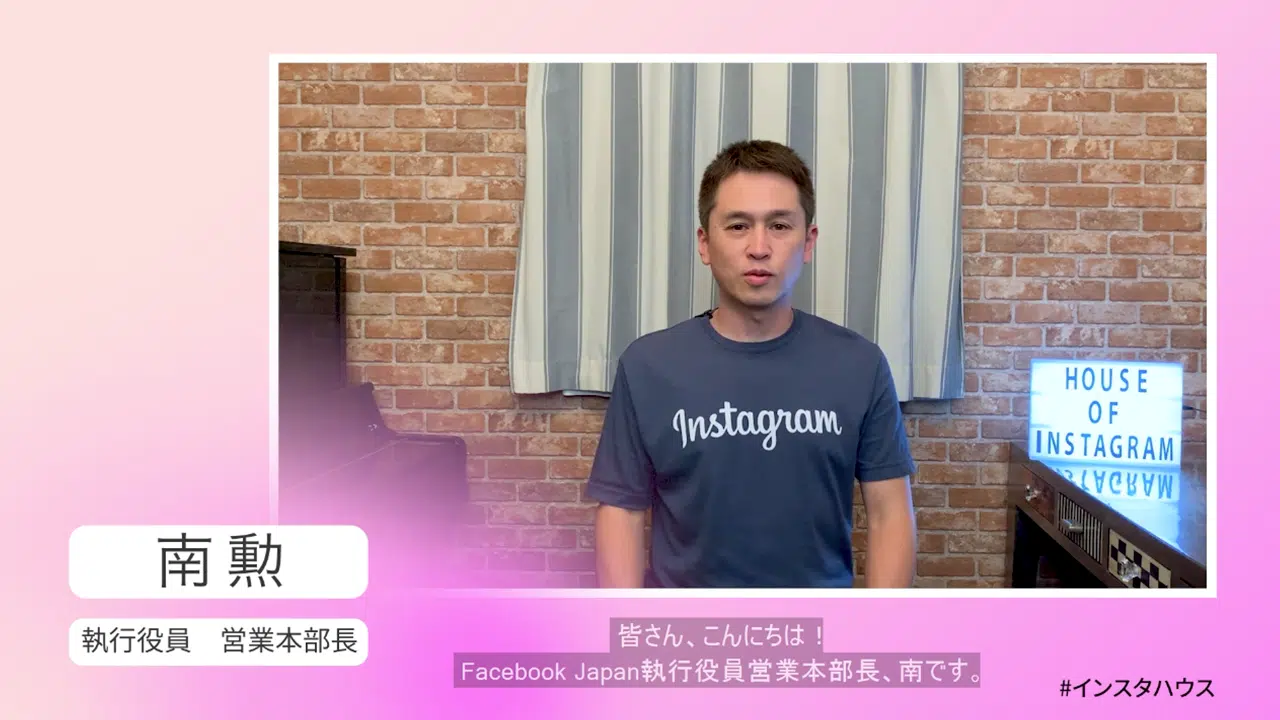 HOUSE
OF
INSTAGRAM
Instagram
南 勲
執行役員　営業本部長
皆さん、こんにちは！
Facebook Japan執行役員営業本部長、南です。
#インスタハウス